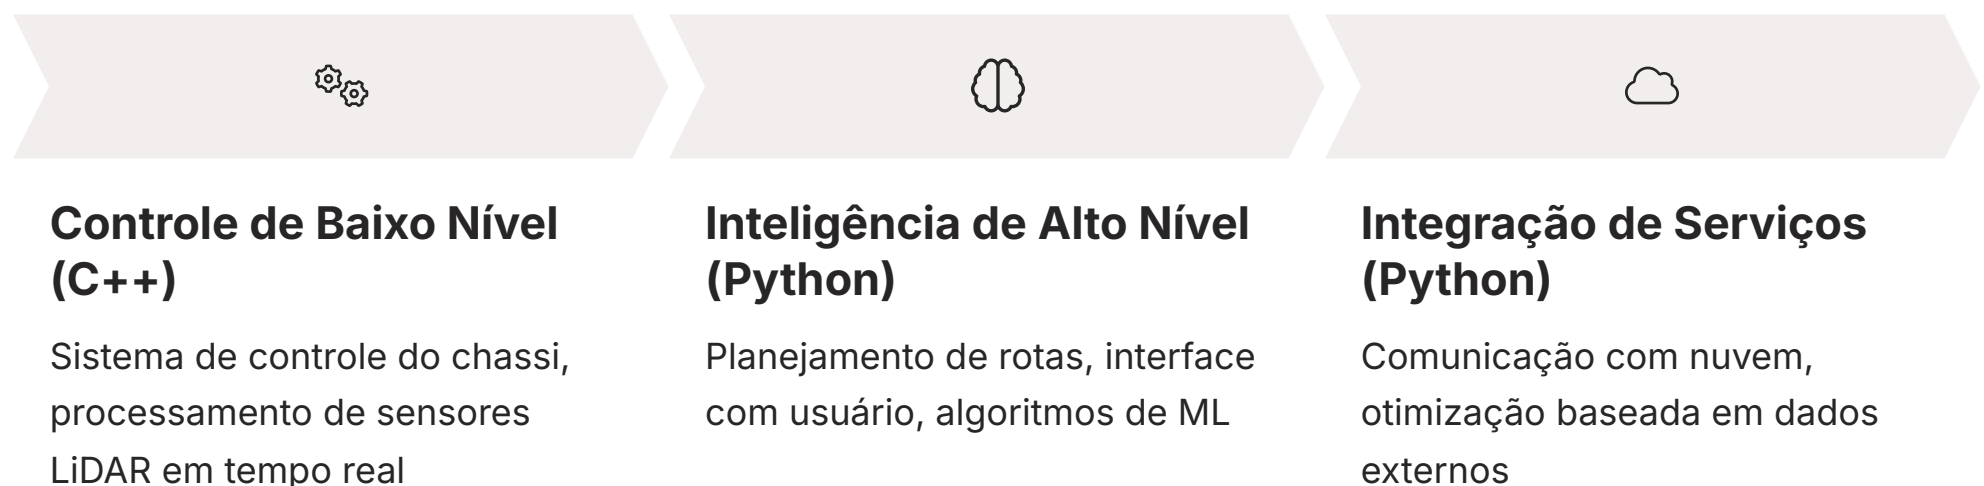 Controle de Baixo Nível
(C++)
Sistema de controle do chassi,
processamento de sensores
LiDAR em tempo real
Inteligência de Alto Nível
(Python)
Planejamento de rotas, interface
com usuário, algoritmos de ML
Integração de Serviços
(Python)
Comunicação com nuvem,
otimização baseada em dados
externos